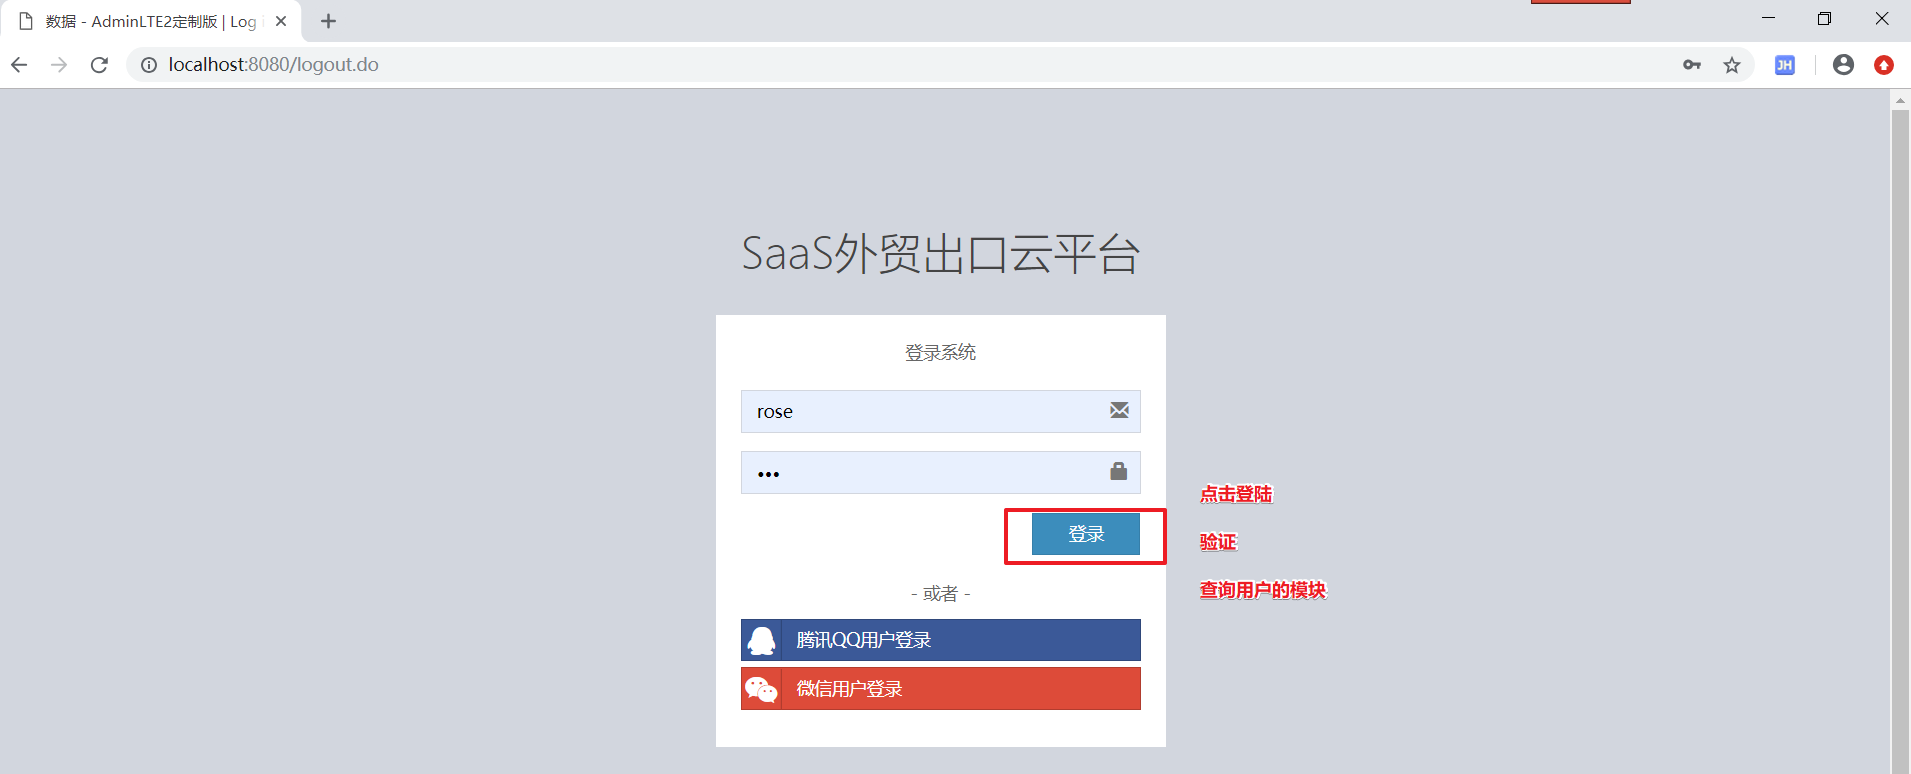 数据 - AdminLTE2定制版 | Log i
localhost:8080/logout.do
JH
SaaS外贸出口云平台
登录系统
rose
•••
登录
点击登陆
验证
查询用户的模块
- 或者 -
腾讯QQ用户登录
微信用户登录